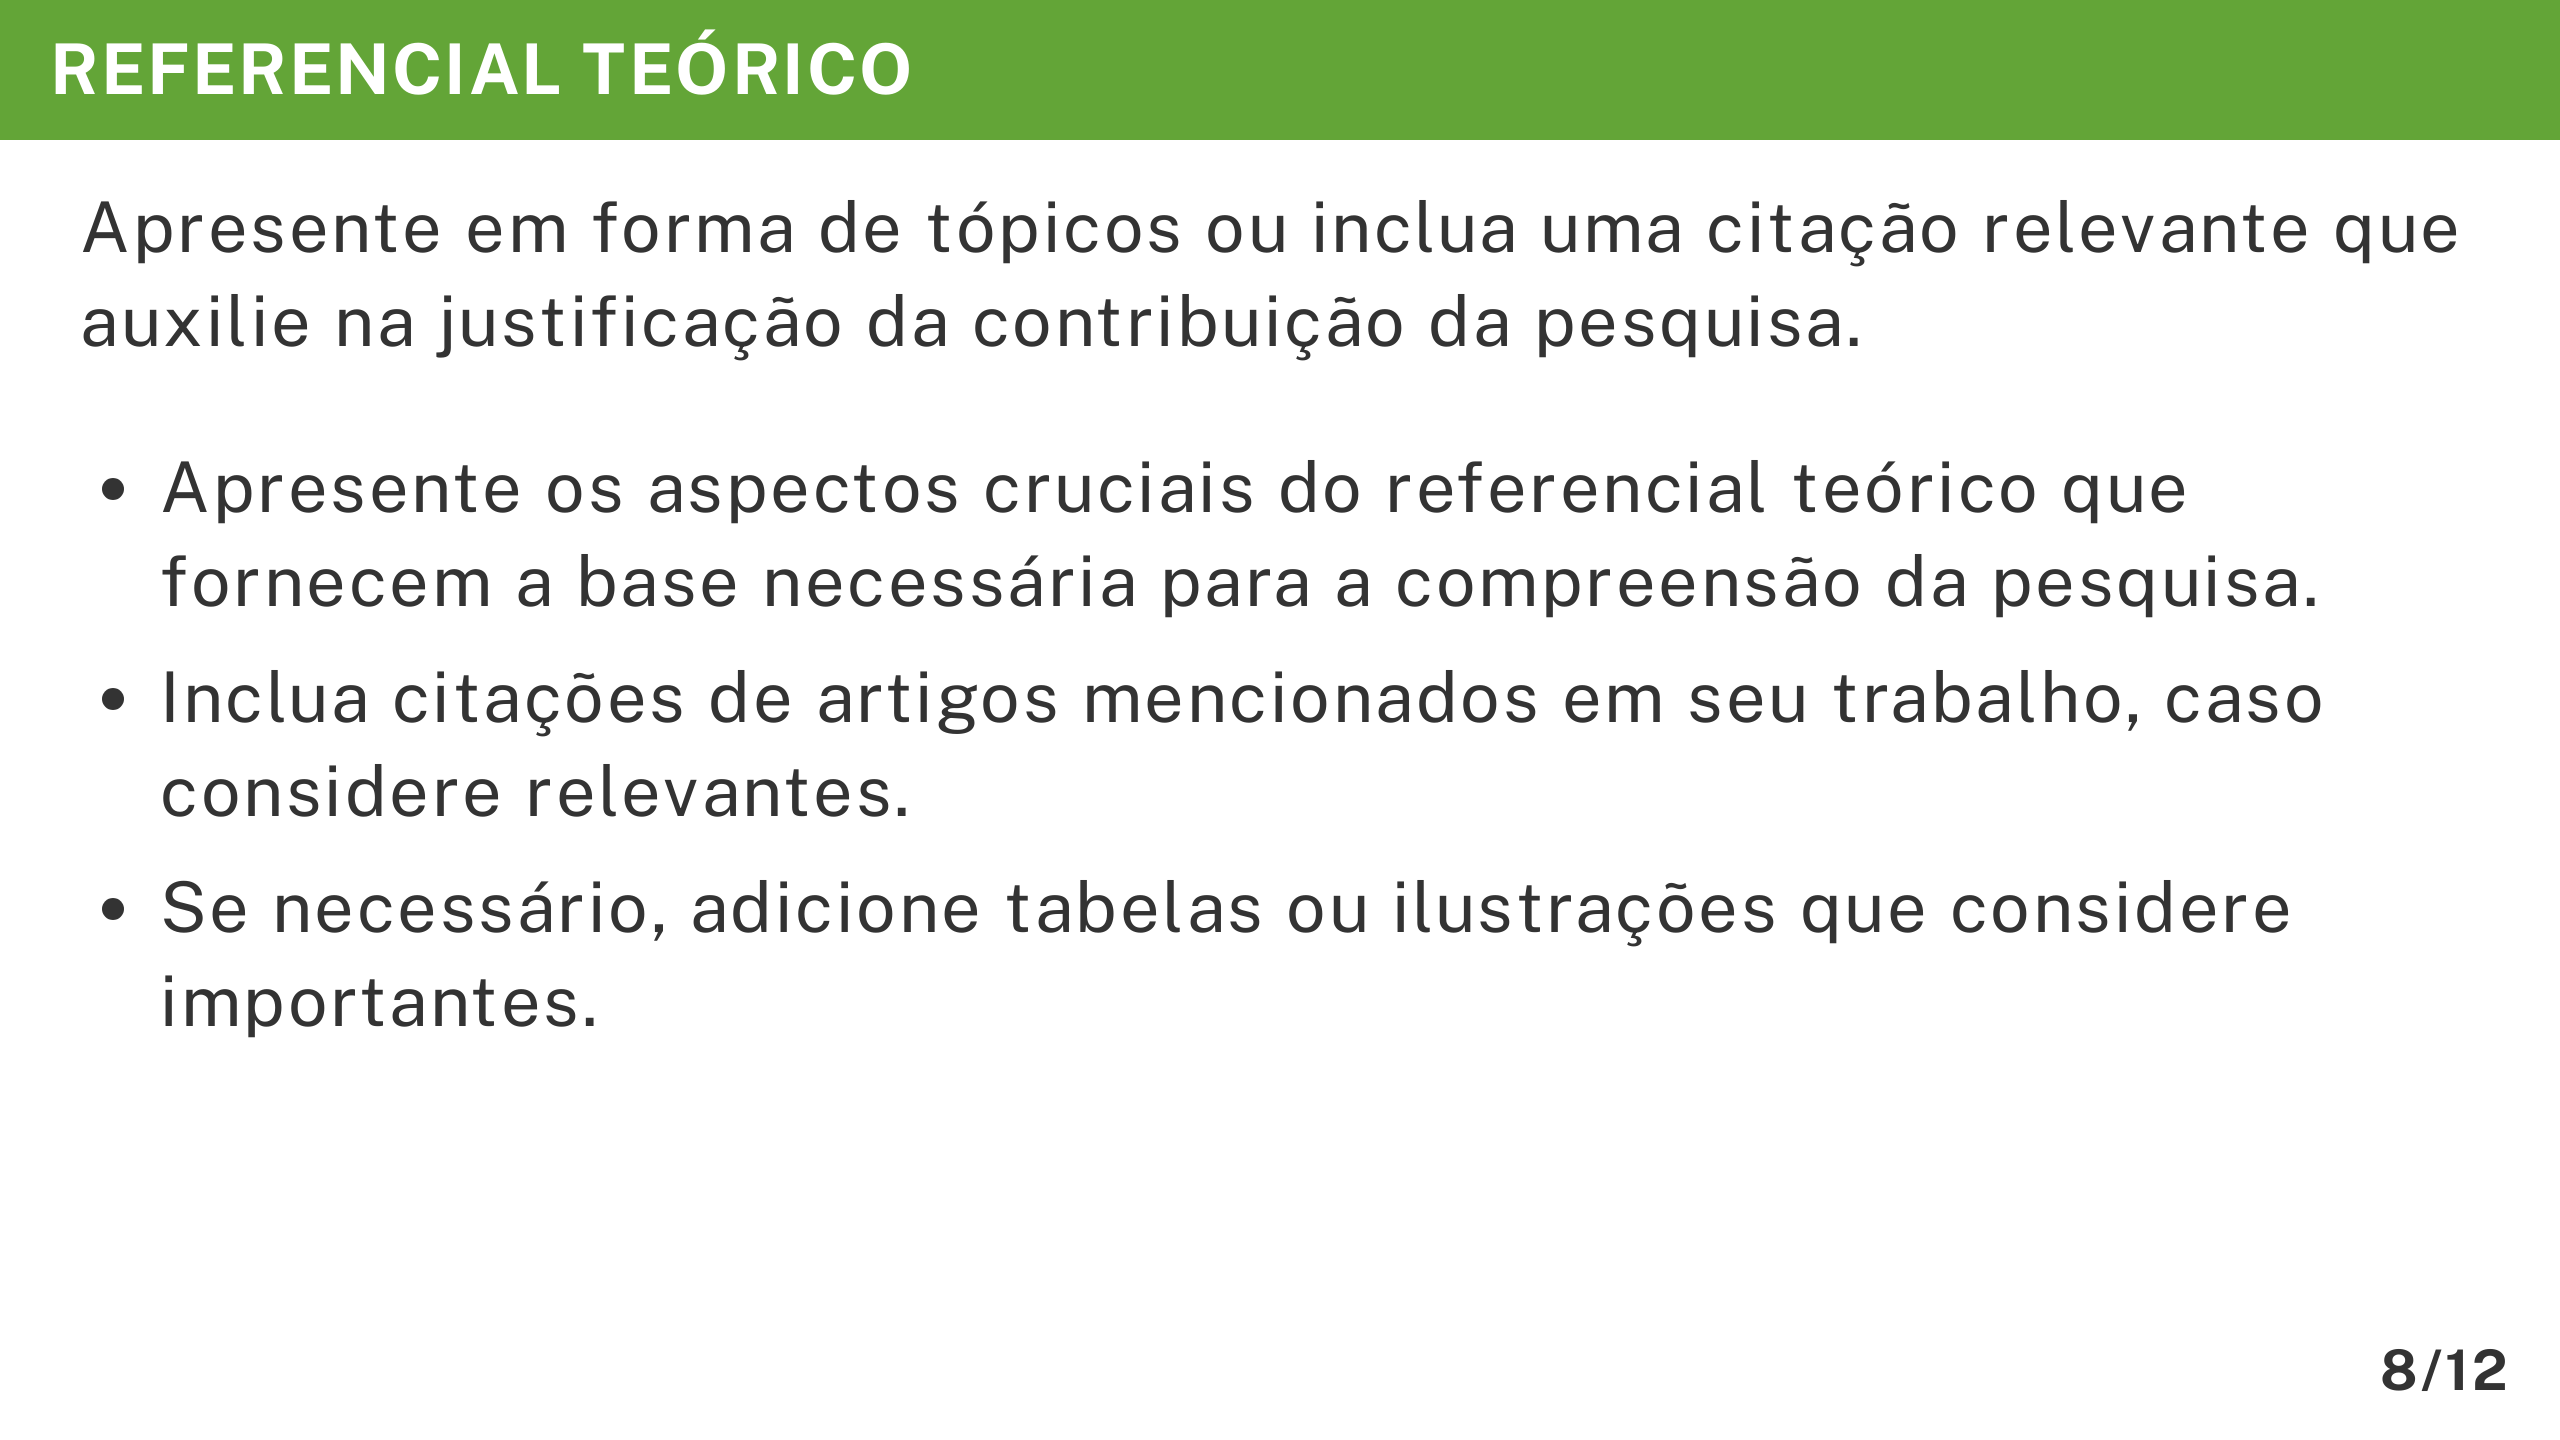 REFERENCIAL TEÓRICO
Apresente em forma de tópicos ou inclua uma citação relevante que
auxilie na justificação da contribuição da pesquisa.
• Apresente os aspectos cruciais do referencial teórico que
fornecem a base necessária para a compreensão da pesquisa.
• Inclua citações de artigos mencionados em seu trabalho, caso
considere relevantes.
• Se necessário, adicione tabelas ou ilustrações que considere
importantes.
8/12